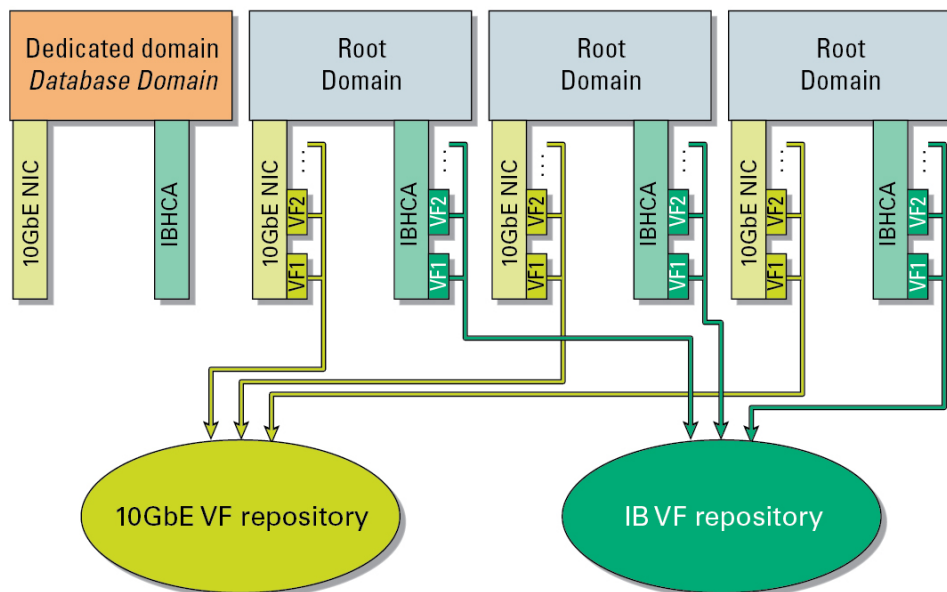 Dedicated domain
Database Domain
Root
Domain
Root
Domain
Root
Domain
10GbE NIC
IBHCA
10GbE NIC
...
VF2
VF1
IBHCA
...
VF2
VF1
10GbE NIC
...
VF2
VF1
IBHCA
...
VF2
VF1
10GbE NIC
...
VF2
VF1
IBHCA
...
VF2
VF1
10GbE VF repository
IB VF repository